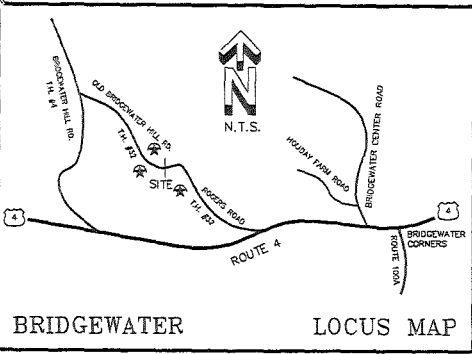 BRIDGEWATER HILL RD.
T.H. #4
OLD BRIDGEWATER HILL RD.
T.H. #32
SITE
T.H. #32
ROGERS ROAD
N.T.S.
HOLIDAY FARM ROAD
BRIDGEWATER CENTER ROAD
4
ROUTE 4
4
BRIDGEWATER
CORNERS
ROUTE 100A
BRIDGEWATER
LOCUS MAP